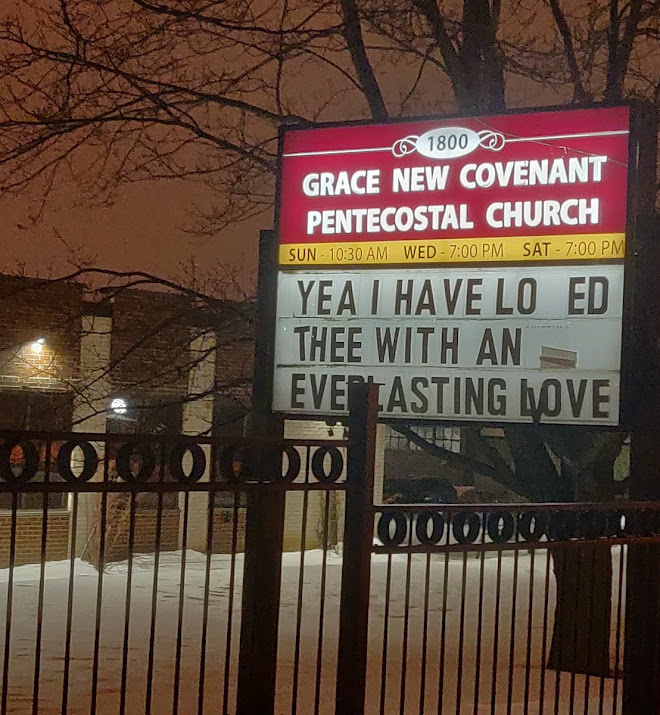 1800
GRACE NEW COVENANT
PENTECOSTAL CHURCH
SUN - 10:30 AM WED - 7:00 PM SAT - 7:00 PM
YEA I HAVE LO ED
THEE WITH AN
EVERLASTING LOVE